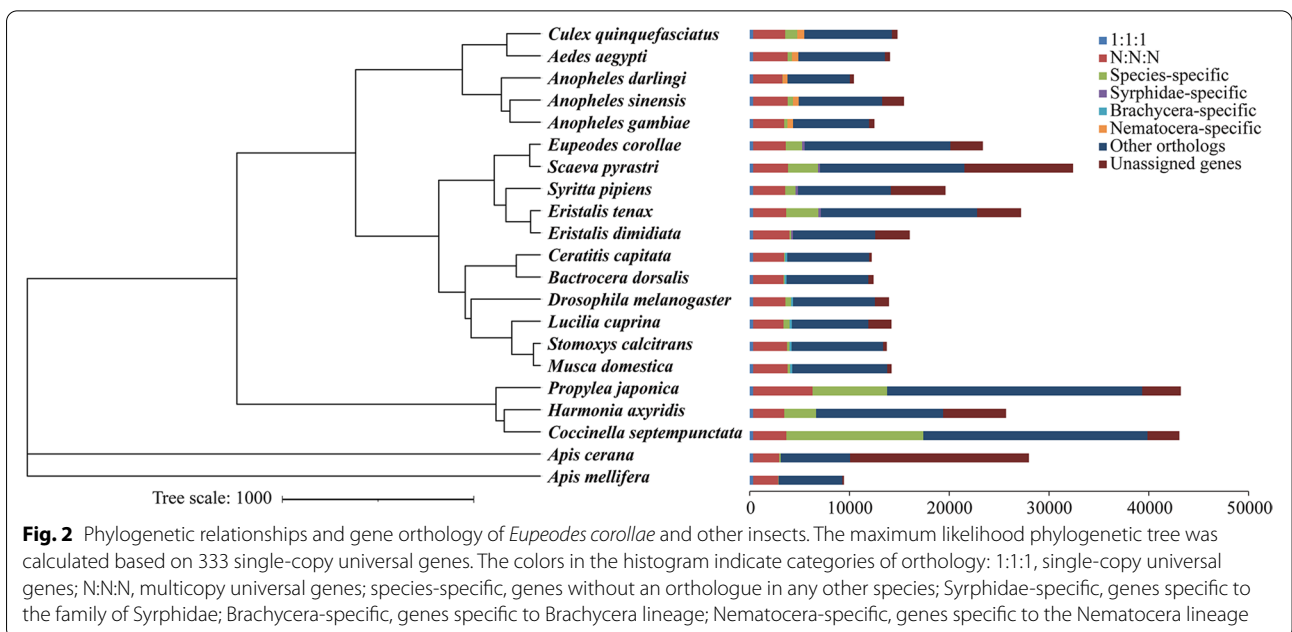 Culex quinquefasciatus
Aedes aegypti
Anopheles darlingi
Anopheles sinensis
Anopheles gambiae
Eupeodes corollae
Scaeva pyrastri
Syritta pipiens
Eristalis tenax
Eristalis dimidiata
Ceratitis capitata
Bactrocera dorsalis
Drosophila melanogaster
Lucilia cuprina
Stomoxys calcitrans
Musca domestica
Propylea japonica
Harmonia axyridis
Coccinella septempunctata
Apis cerana
Apis mellifera
Tree scale: 1000
1:1:1
N:N:N
Species-specific
Syrphidae-specific
Brachycera-specific
Nematocera-specific
Other orthologs
Unassigned genes
0 10000 20000 30000 40000 50000
Fig. 2 Phylogenetic relationships and gene orthology of Eupeodes corollae and other insects. The maximum likelihood phylogenetic tree was
calculated based on 333 single-copy universal genes. The colors in the histogram indicate categories of orthology: 1:1:1, single-copy universal
genes; N:N:N, multicopy universal genes; species-specific, genes without an orthologue in any other species; Syrphidae-specific, genes specific to
the family of Syrphidae; Brachycera-specific, genes specific to Brachycera lineage; Nematocera-specific, genes specific to the Nematocera lineage